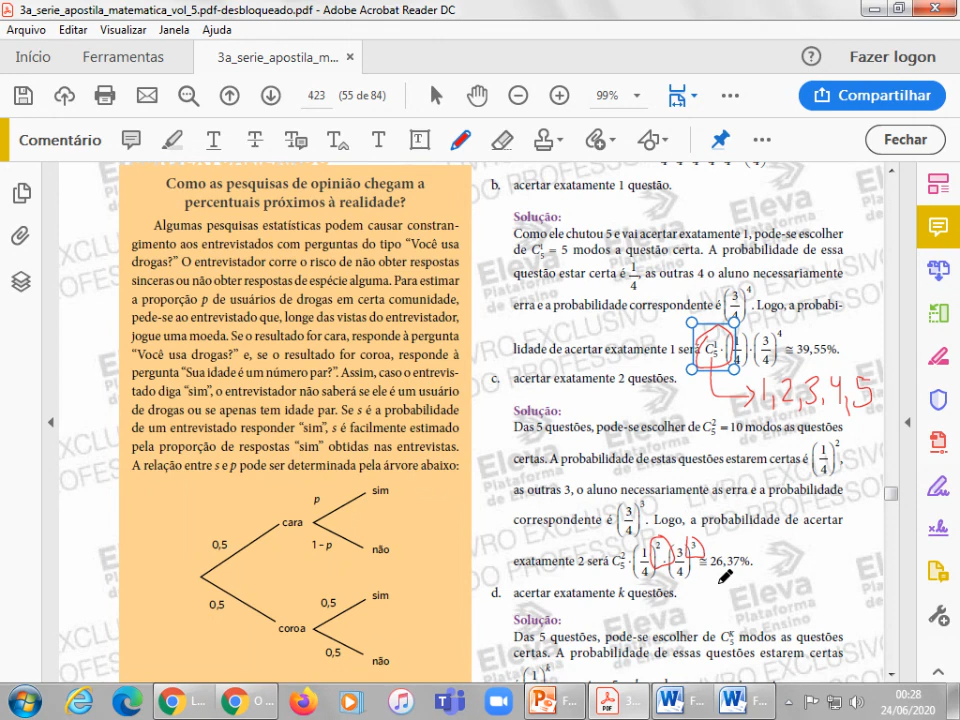 3a_serie_apostila_matematica_vol_5.pdf-desbloqueado.pdf - Adobe Acrobat Reader DC
Arquivo Editar Visualizar Janela Ajuda
Início Ferramentas 3a_serie_apostila_m... × Fazer logon
423 (55 de 84) 99% Compartilhar
Comentário Fechar
Como as pesquisas de opinião chegam a
percentuais próximos à realidade?
Algumas pesquisas estatísticas podem causar constran-
gimento aos entrevistados com perguntas do tipo “Você usa
drogas?” O entrevistador corre o risco de não obter respostas
sinceras ou não obter respostas de espécie alguma. Para estimar
a proporção p de usuários de drogas em certa comunidade,
pede-se ao entrevistado que, longe das vistas do entrevistador,
jogue uma moeda. Se o resultado for cara, responde à pergunta
“Você usa drogas?” e, se o resultado for coroa, responde à
pergunta “Sua idade é um número par?”. Assim, caso o entrevis-
tado diga “sim”, o entrevistador não saberá se ele é um usuário
de drogas ou se apenas tem idade par. Se s é a probabilidade
de um entrevistado responder “sim”, s é facilmente estimado
pela proporção de respostas “sim” obtidas nas entrevistas.
A relação entre s e p pode ser determinada pela árvore abaixo:
p sim
0,5 cara
1 – p não
0,5 coroa 0,5 sim
0,5 não
b. acertar exatamente 1 questão.
Solução:
Como ele chutou 5 e vai acertar exatamente 1, pode-se escolher
de C₅¹ = 5 modos a questão certa. A probabilidade de essa
questão estar certa é 1/4, as outras 4 o aluno necessariamente
erra e a probabilidade correspondente é (3/4)⁴. Logo, a probabi-
lidade de acertar exatamente 1 será C₅¹ · (1/4) · (3/4)⁴ ≅ 39,55%.
1, 2, 3, 4, 5
c. acertar exatamente 2 questões.
Solução:
Das 5 questões, pode-se escolher de C₅² = 10 modos as questões
certas. A probabilidade de estas questões estarem certas é (1/4)²,
as outras 3, o aluno necessariamente as erra e a probabilidade
correspondente é (3/4)³. Logo, a probabilidade de acertar
exatamente 2 será C₅² · (1/4)² · (3/4)³ ≅ 26,37%.
d. acertar exatamente k questões.
Solução:
Das 5 questões, pode-se escolher de C₅ᵏ modos as questões
certas. A probabilidade de essas questões estarem certas
Eleva
Plataforma
de Ensino
LIVRO DO PROFESSOR
EXCLUSIVO
00:28
24/06/2020